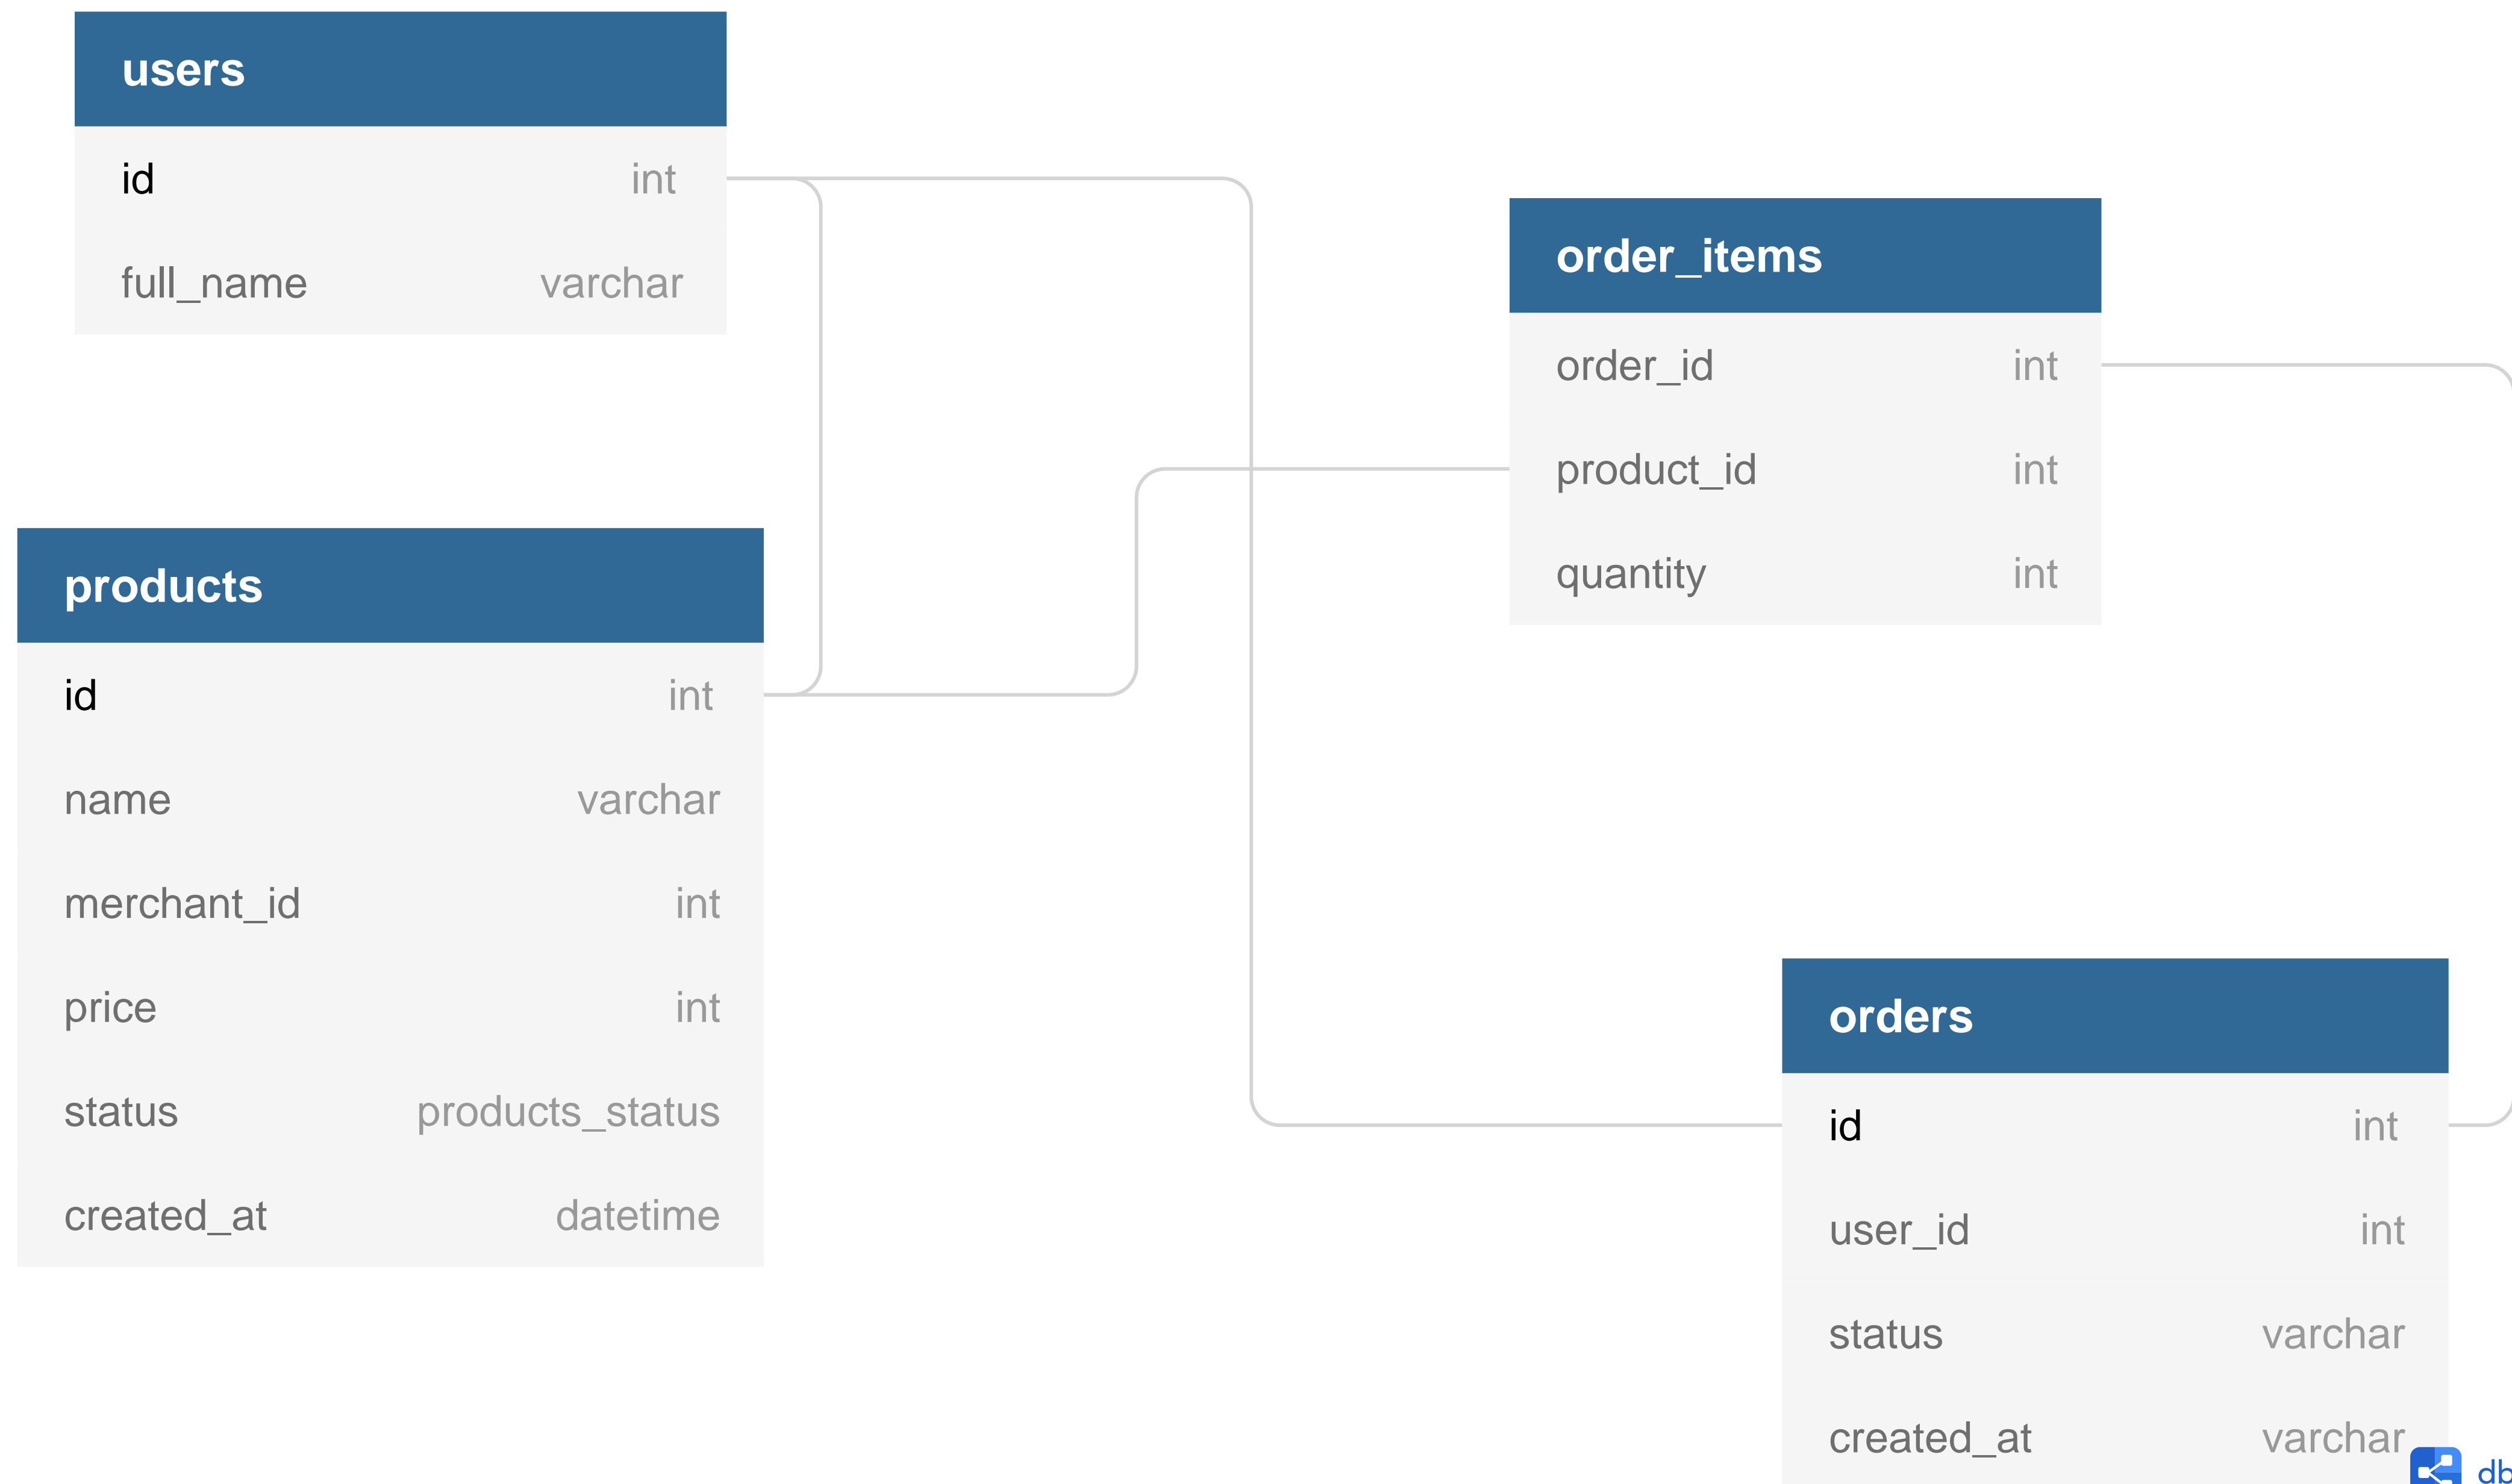 users
id int
full_name varchar
order_items
order_id int
product_id int
quantity int
products
id int
name varchar
merchant_id int
price int
status products_status
created_at datetime
orders
id int
user_id int
status varchar
created_at varchar
db